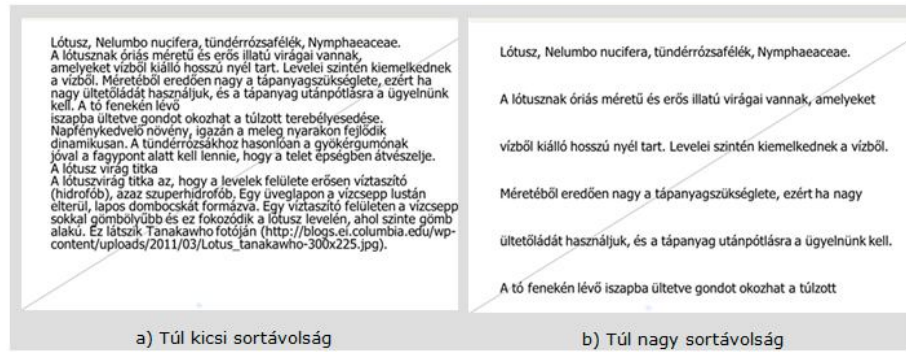 Lótusz, Nelumbo nucifera, tündérrózsafélék, Nymphaeaceae.
A lótusznak óriás méretű és erős illatú virágai vannak,
amelyeket vízből kiálló hosszú nyél tart. Levelei szintén kiemelkednek
a vízből. Méretéből eredően nagy a tápanyagszükséglete, ezért ha
nagy ültetőládát használjuk, és a tápanyag utánpótlásra a ügyelnünk
kell. A tó fenekén lévő
iszapba ültetve gondot okozhat a túlzott terebélyesedése.
Napfénykedvelő növény, igazán a meleg nyarakon fejlődik
dinamikusan. A tündérrózsákhoz hasonlóan a gyökérgumónak
jóval a fagypont alatt kell lennie, hogy a telet épségben átvészelje.
A lótusz virág titka
A lótuszvirág titka az, hogy a levelek felülete erősen víztaszító
(hidrofób), azaz szuperhidrofób. Egy üveglapon a vízcsepp lustán
elterül, lapos dombocskát formázva. Egy víztaszító felületen a vízcsepp
sokkal gömbölyűbb és ez fokozódik a lótusz levelén, ahol szinte gömb
alakú. Ez látszik Tanakawho fotóján (http://blogs.ei.columbia.edu/wp-
content/uploads/2011/03/Lotus_tanakawho-300x225.jpg).
a) Túl kicsi sortávolság
Lótusz, Nelumbo nucifera, tündérrózsafélék, Nymphaeaceae.
A lótusznak óriás méretű és erős illatú virágai vannak, amelyeket
vízből kiálló hosszú nyél tart. Levelei szintén kiemelkednek a vízből.
Méretéből eredően nagy a tápanyagszükséglete, ezért ha nagy
ültetőládát használjuk, és a tápanyag utánpótlásra a ügyelnünk kell.
A tó fenekén lévő iszapba ültetve gondot okozhat a túlzott
b) Túl nagy sortávolság